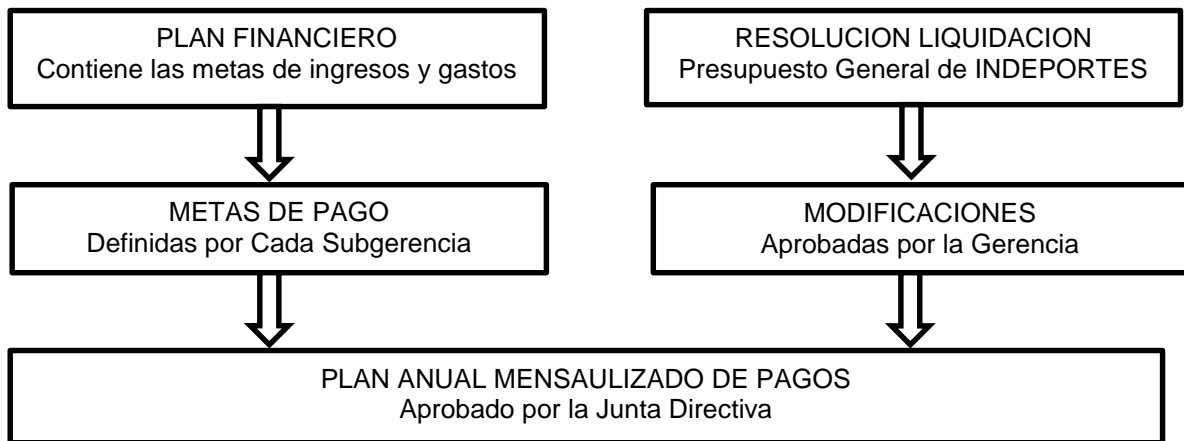 PLAN FINANCIERO
Contiene las metas de ingresos y gastos
RESOLUCION LIQUIDACION
Presupuesto General de INDEPORTES
METAS DE PAGO
Definidas por Cada Subgerencia
MODIFICACIONES
Aprobadas por la Gerencia
PLAN ANUAL MENSAULIZADO DE PAGOS
Aprobado por la Junta Directiva